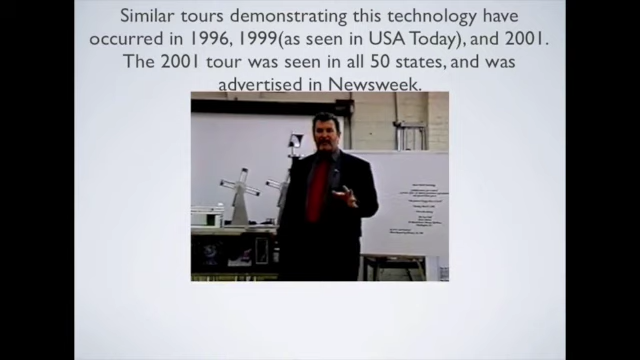 Similar tours demonstrating this technology have
occurred in 1996, 1999(as seen in USA Today), and 2001.
The 2001 tour was seen in all 50 states, and was
advertised in Newsweek.